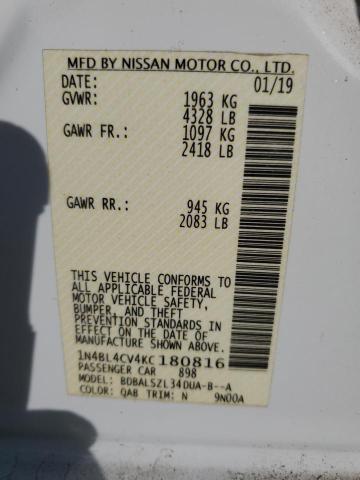 MFD BY NISSAN MOTOR CO., LTD.
DATE: 01/19
GVWR: 1963 KG
4328 LB
GAWR FR.: 1097 KG
2418 LB
GAWR RR.: 945 KG
2083 LB
THIS VEHICLE CONFORMS TO
ALL APPLICABLE FEDERAL
MOTOR VEHICLE SAFETY,
BUMPER, AND THEFT
PREVENTION STANDARDS
IN EFFECT ON THE DATE OF
MANUFACTURE SHOWN ABOVE.
1N4BL4CV4KC180816
PASSENGER CAR 898
MODEL: BDBALSZL34DUA-B--A
COLOR: QAB TRIM: N 9N00A